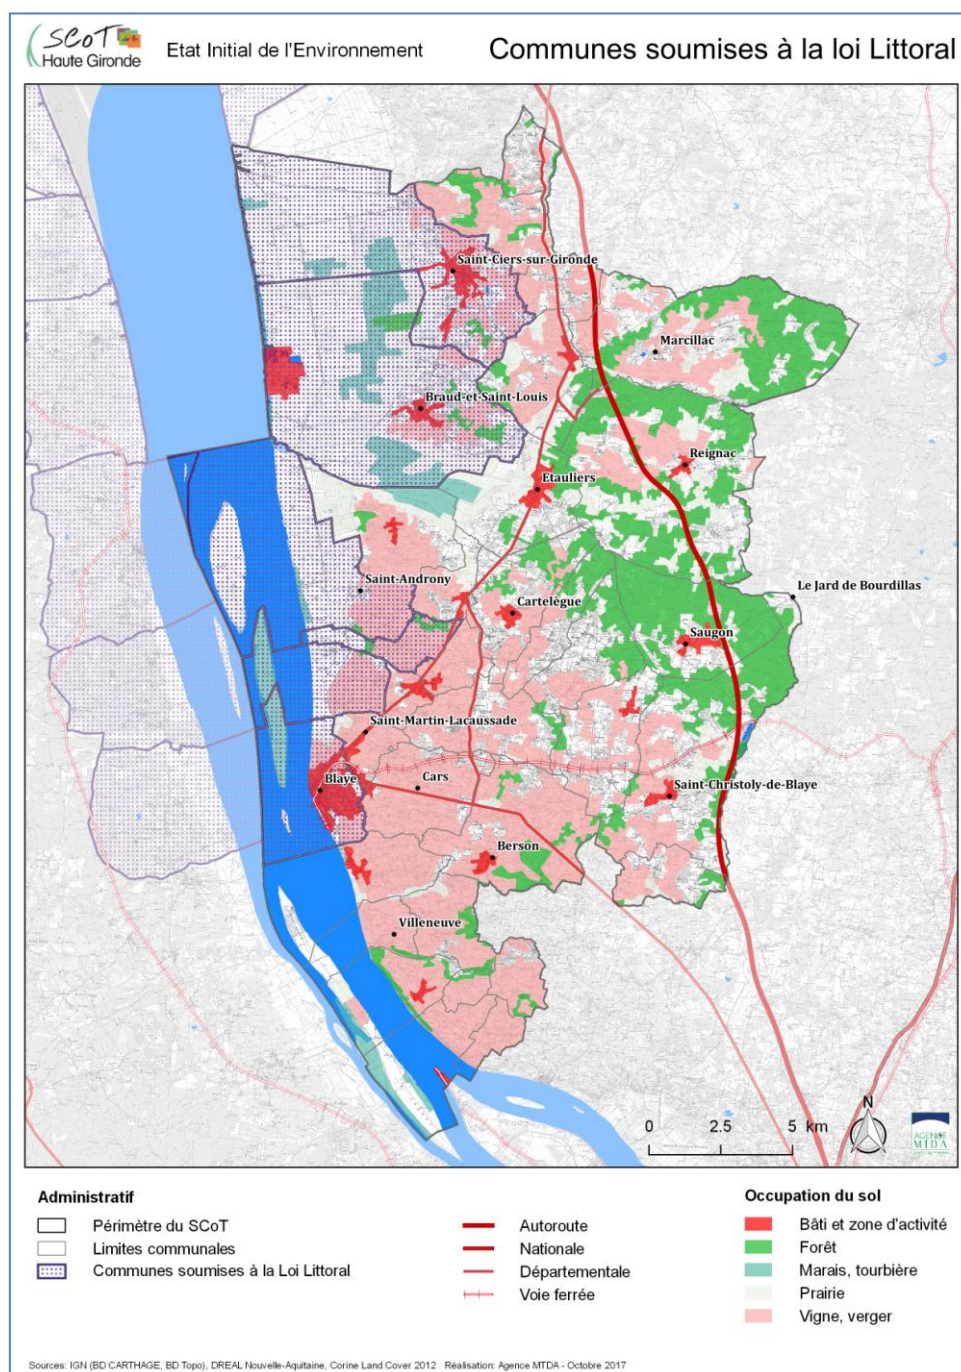 SCoT de la
Haute Gironde
Etat Initial de l'Environnement
Communes soumises à la loi Littoral
Saint-Ciers-sur-Gironde
Marcillac
Braud-et-Saint-Louis
Reignac
Etauliers
Saint-Androny
Le Jard de Bourdillas
Cartelègue
Saugon
Saint-Martin-Lacaussade
Blaye
Cars
Saint-Christoly-de-Blaye
Berson
Villeneuve
N
0 2.5 5 km
AGENCE
MTDA
Administratif
Périmètre du SCoT
Limites communales
Communes soumises à la Loi Littoral
Autoroute
Nationale
Départementale
Voie ferrée
Occupation du sol
Bâti et zone d'activité
Forêt
Marais, tourbière
Prairie
Vigne, verger
Sources: IGN (BD CARTHAGE, BD Topo), DREAL Nouvelle-Aquitaine, Corine Land Cover 2012 Réalisation: Agence MTDA - Octobre 2017